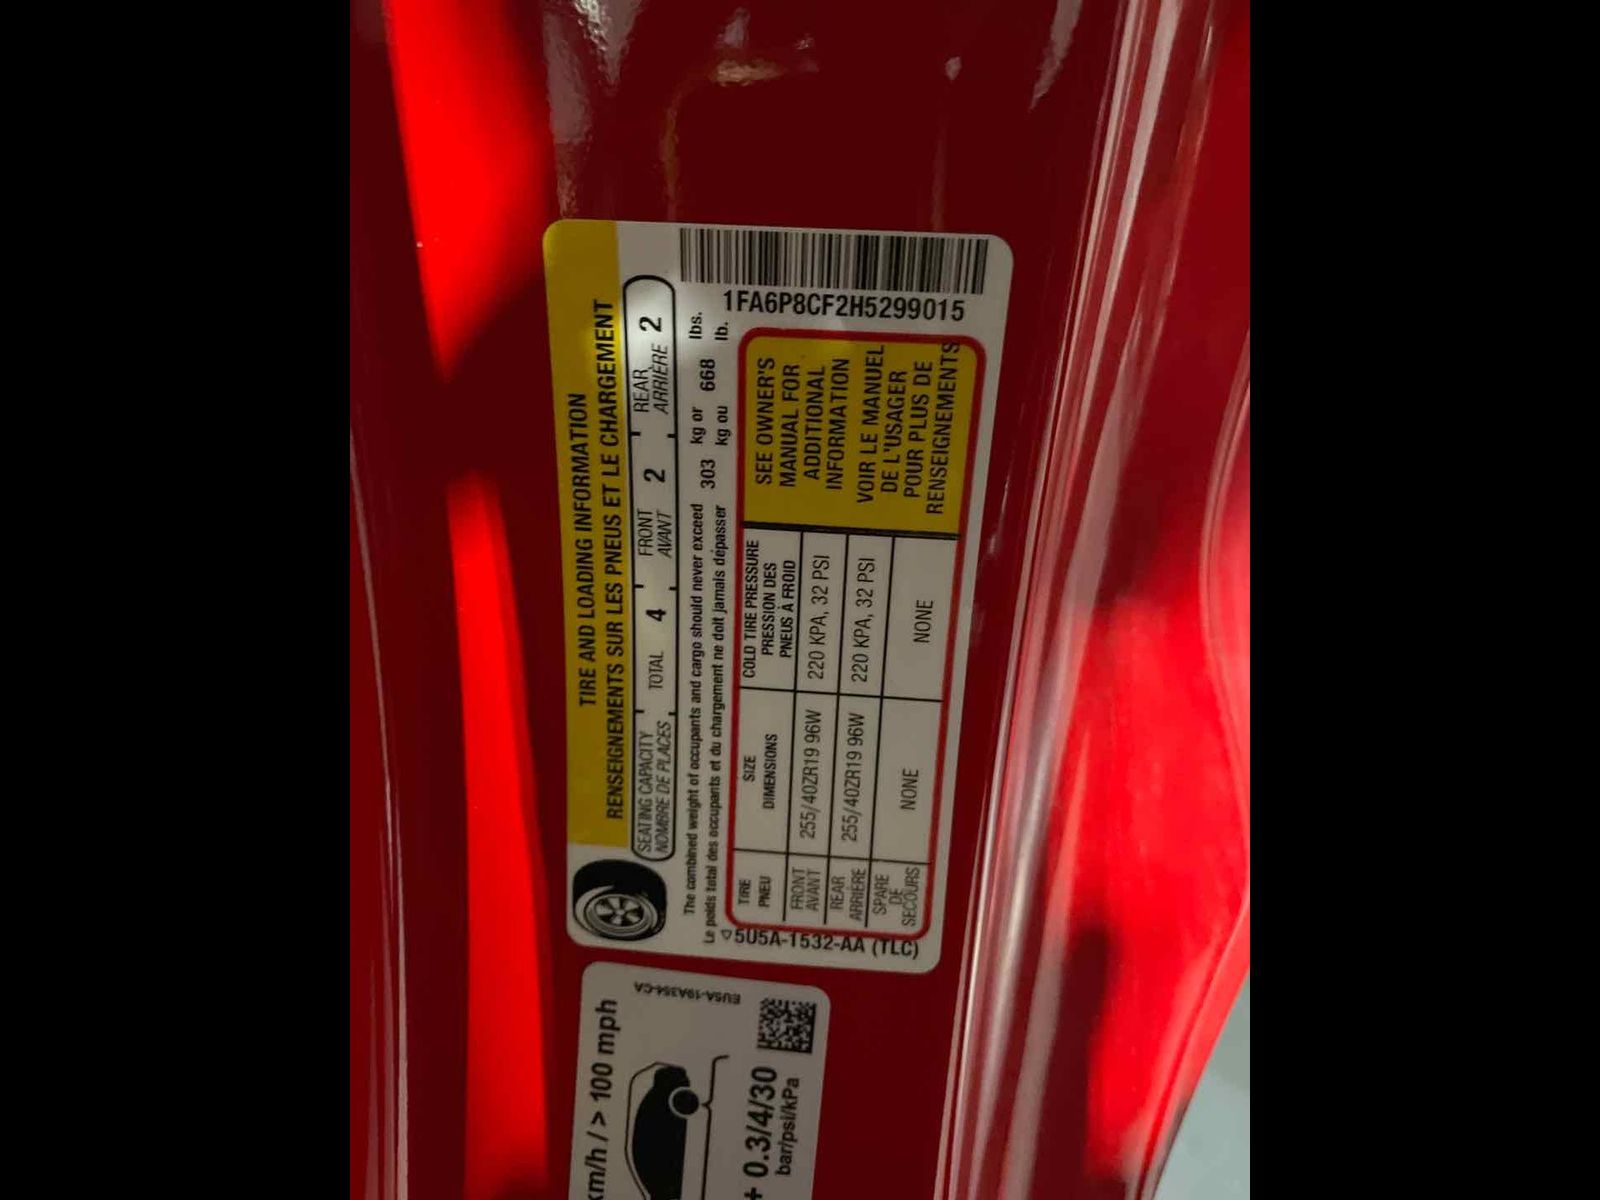 TIRE AND LOADING INFORMATION
RENSEIGNEMENTS SUR LES PNEUS ET LE CHARGEMENT
SEATING CAPACITY TOTAL 4 FRONT 2 REAR 2
NOMBRE DE PLACES AVANT ARRIÈRE
The combined weight of occupants and cargo should never exceed 303 kg or 668 lbs.
Le poids total des occupants et du chargement ne doit jamais dépasser kg ou lb.
1FA6P8CF2H5299015
TIRE SIZE COLD TIRE PRESSURE
PNEU DIMENSIONS PRESSION DES
PNEUS À FROID
FRONT 255/40ZR19 96W 220 KPA, 32 PSI
AVANT
REAR 255/40ZR19 96W 220 KPA, 32 PSI
ARRIÈRE
SPARE NONE NONE
DE
SECOURS
SEE OWNER'S
MANUAL FOR
ADDITIONAL
INFORMATION
VOIR LE MANUEL
DE L'USAGER
POUR PLUS DE
RENSEIGNEMENTS
5U5A-1532-AA (TLC)
EU5A-19A354-CA
km/h / > 100 mph
+ 0.3/4/30
bar/psi/kPa